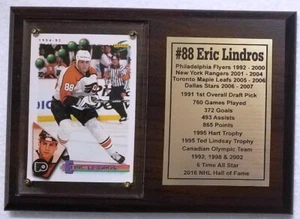 1994-95
88
#88 Eric Lindros
Philadelphia Flyers 1992 - 2000
New York Rangers 2001 - 2004
Toronto Maple Leafs 2005 - 2006
Dallas Stars 2006 - 2007
1991 1st Overall Draft Pick
760 Games Played
372 Goals
493 Assists
865 Points
1995 Hart Trophy
1995 Ted Lindsay Trophy
Canadian Olympic Team
1992, 1998 & 2002
6 Time All Star
2016 NHL Hall of Fame